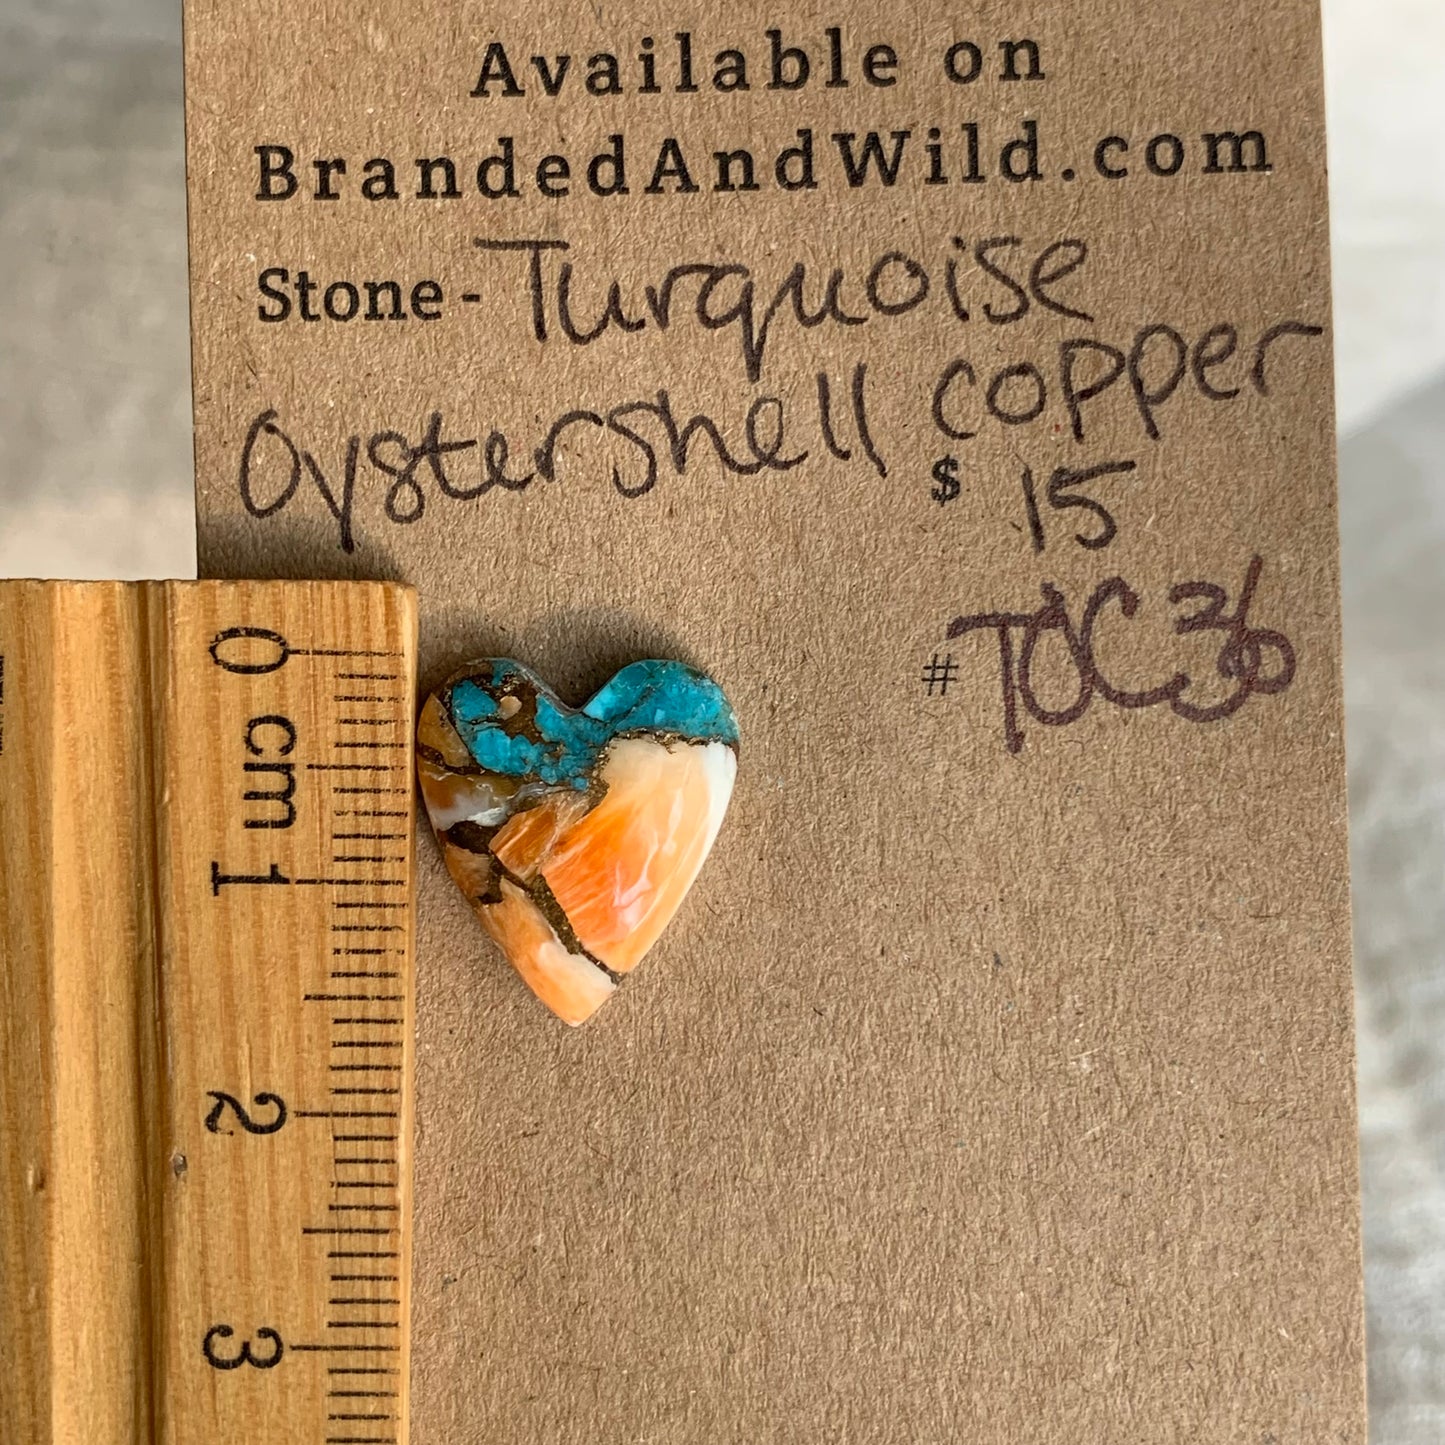 Available on
BrandedAndWild.com
Stone - Turquoise
Oystershell copper
$ 15
# TOC36
0 cm
1
2
3